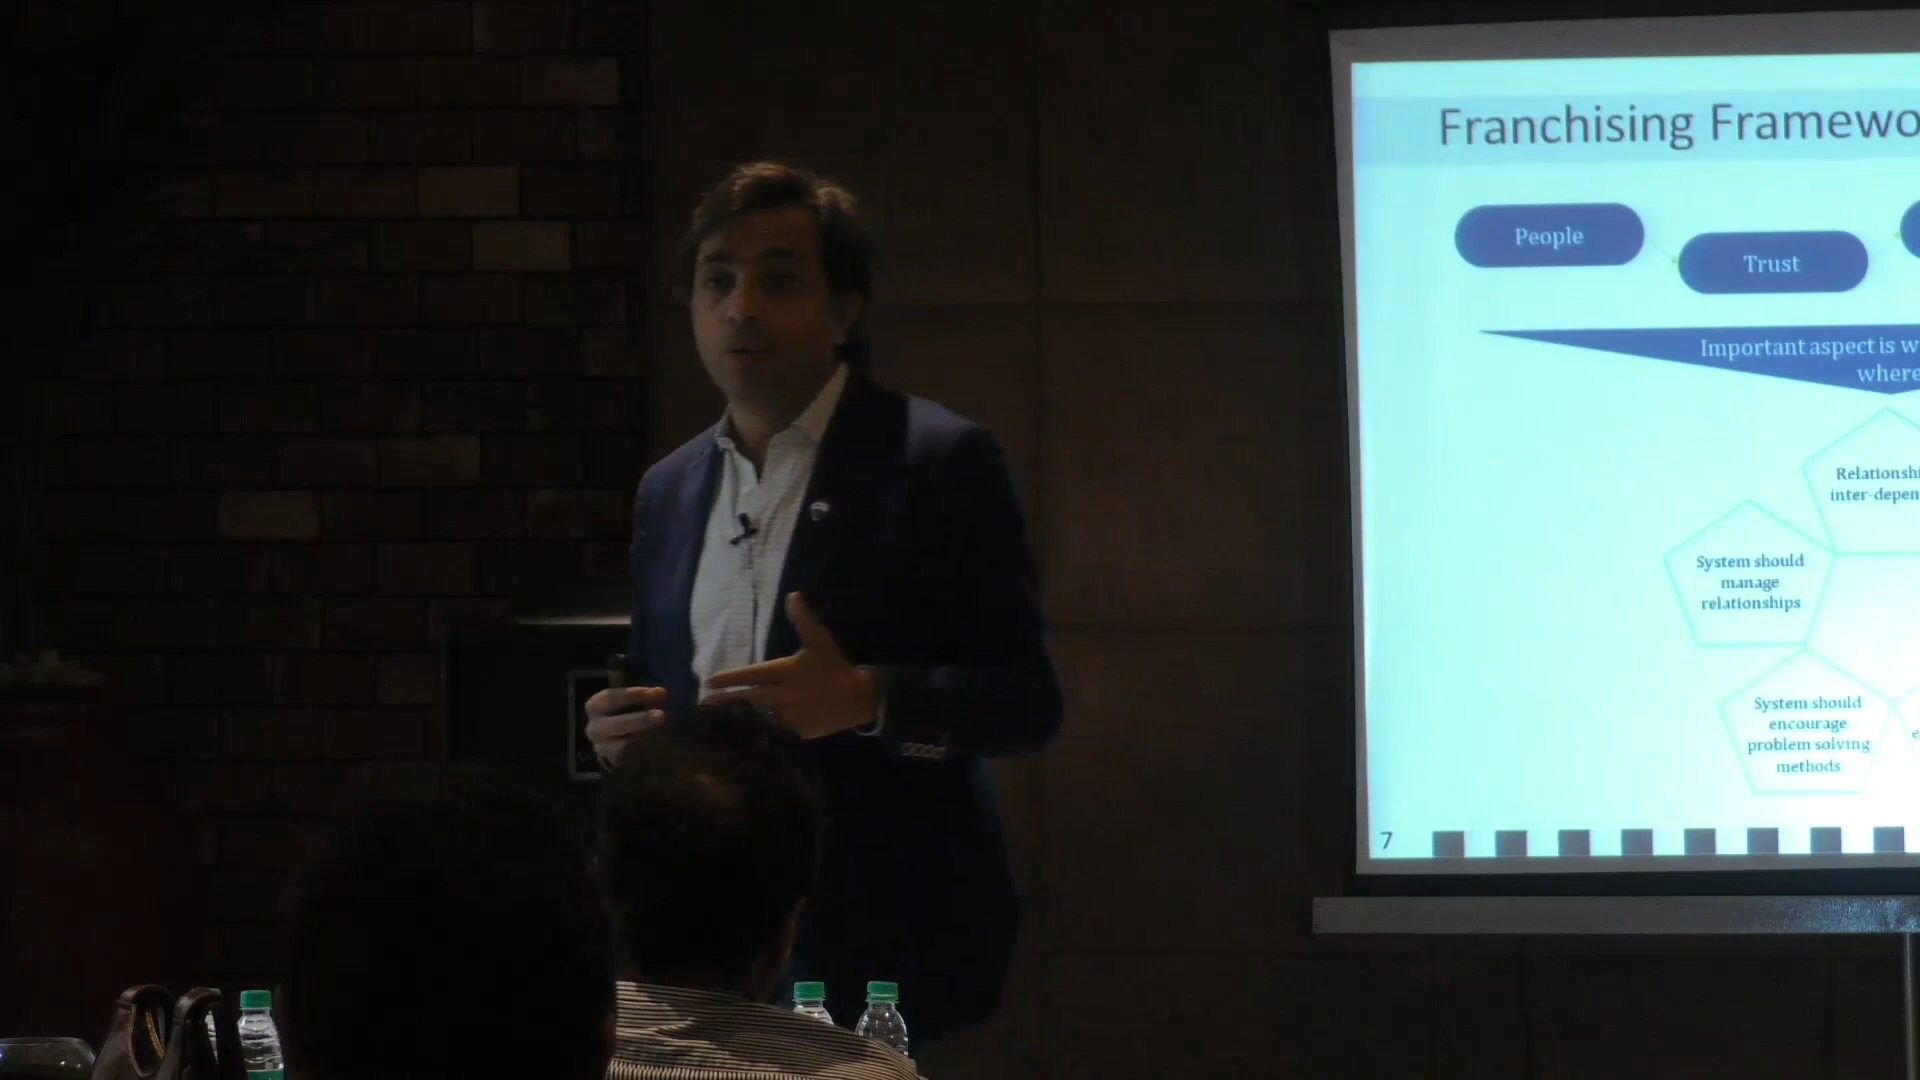 Franchising Framewo
People
Trust
Important aspect is w
where
Relationshi
inter-depen
System should
manage
relationships
System should
encourage
problem solving
methods
e
7